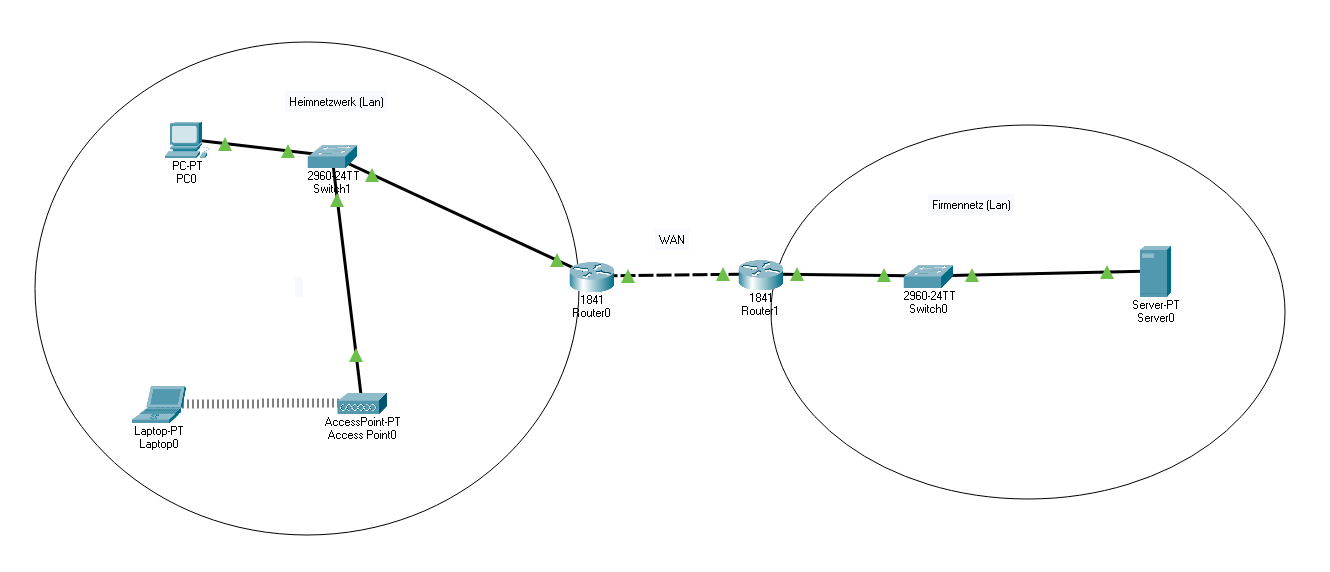 Heimnetzwerk (Lan)
PC-PT
PC0
2960-24TT
Switch1
Firmennetz (Lan)
WAN
1841
Router0
1841
Router1
2960-24TT
Switch0
Server-PT
Server0
Laptop-PT
Laptop0
AccessPoint-PT
Access Point0